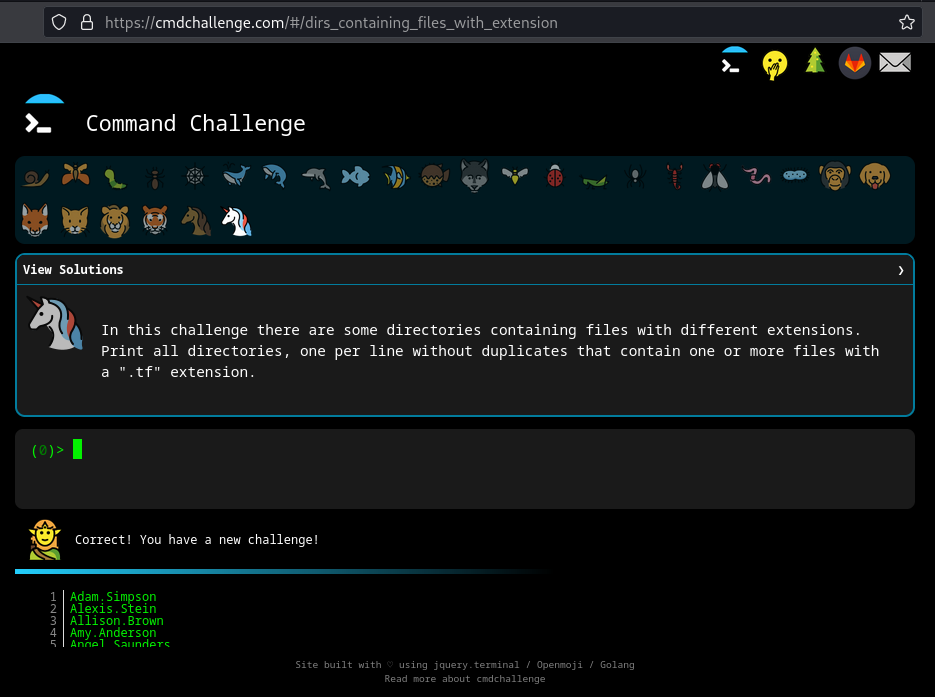 https://cmdchallenge.com/#/dirs_containing_files_with_extension
Command Challenge
View Solutions
In this challenge there are some directories containing files with different extensions.
Print all directories, one per line without duplicates that contain one or more files with
a ".tf" extension.
(0)>
Correct! You have a new challenge!
1 Adam.Simpson
2 Alexis.Stein
3 Allison.Brown
4 Amy.Anderson
5 Angel.Saunders
Site built with ♡ using jquery.terminal / Openmoji / Golang
Read more about cmdchallenge